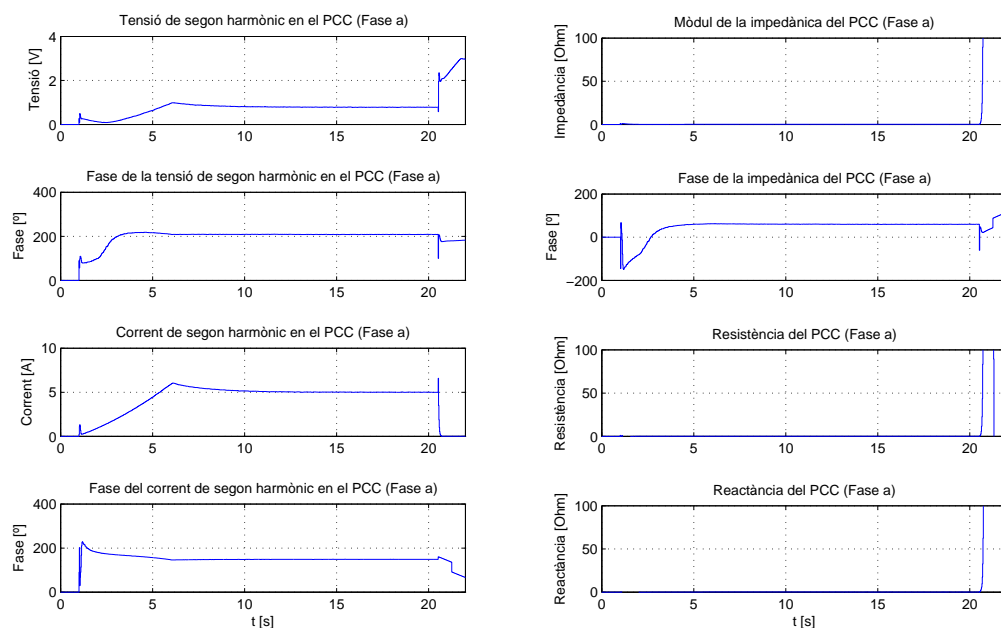 Tensió de segon harmònic en el PCC (Fase a)
Tensió [V]
4
2
0
0 5 10 15 20
Fase de la tensió de segon harmònic en el PCC (Fase a)
Fase [º]
400
200
0
0 5 10 15 20
Corrent de segon harmònic en el PCC (Fase a)
Corrent [A]
10
5
0
0 5 10 15 20
Fase del corrent de segon harmònic en el PCC (Fase a)
Fase [º]
400
200
0
0 5 10 15 20
t [s]
Mòdul de la impedànica del PCC (Fase a)
Impedància [Ohm]
100
50
0
0 5 10 15 20
Fase de la impedànica del PCC (Fase a)
Fase [º]
200
0
−200
0 5 10 15 20
Resistència del PCC (Fase a)
Resistència [Ohm]
100
50
0
0 5 10 15 20
Reactància del PCC (Fase a)
Reactància [Ohm]
100
50
0
0 5 10 15 20
t [s]